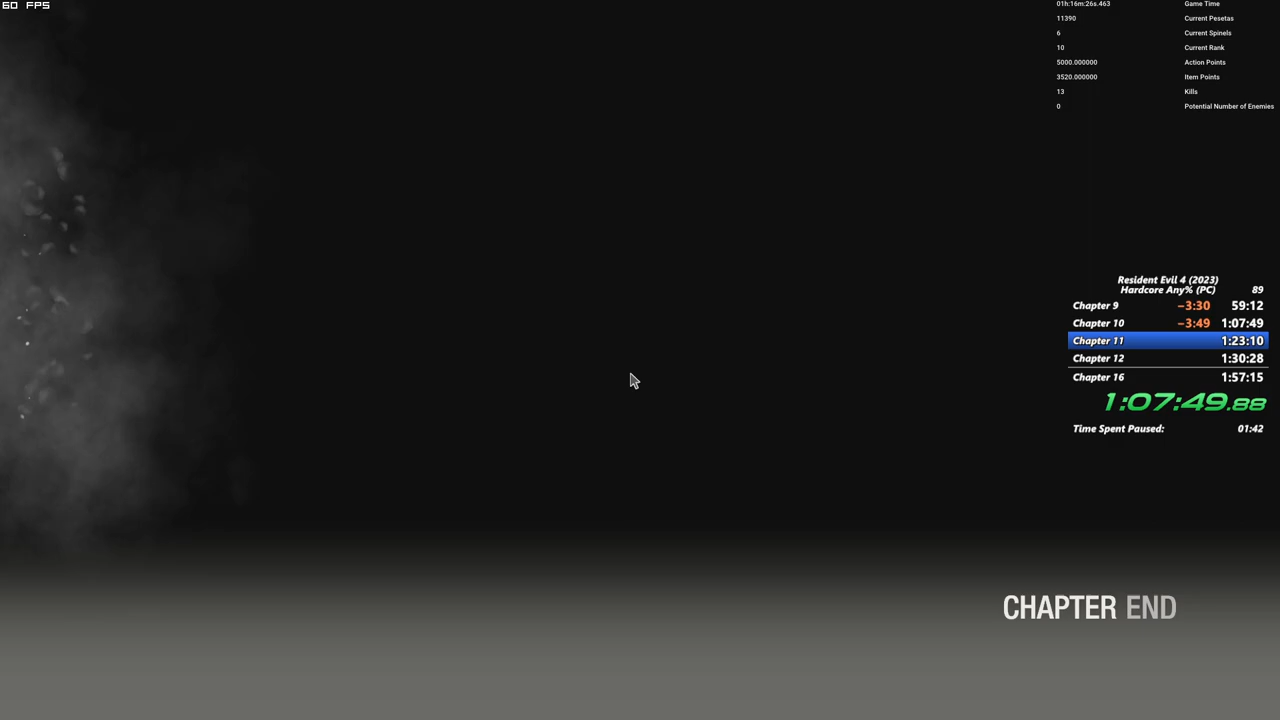 60 FPS
01h:16m:26s.463 Game Time
11390 Current Pesetas
6 Current Spinels
10 Current Rank
5000.000000 Action Points
3520.000000 Item Points
13 Kills
0 Potential Number of Enemies
Resident Evil 4 (2023)
Hardcore Any% (PC) 89
Chapter 9 −3:30 59:12
Chapter 10 −3:49 1:07:49
Chapter 11 1:23:10
Chapter 12 1:30:28
Chapter 16 1:57:15
1:07:49.88
Time Spent Paused: 01:42
CHAPTER END